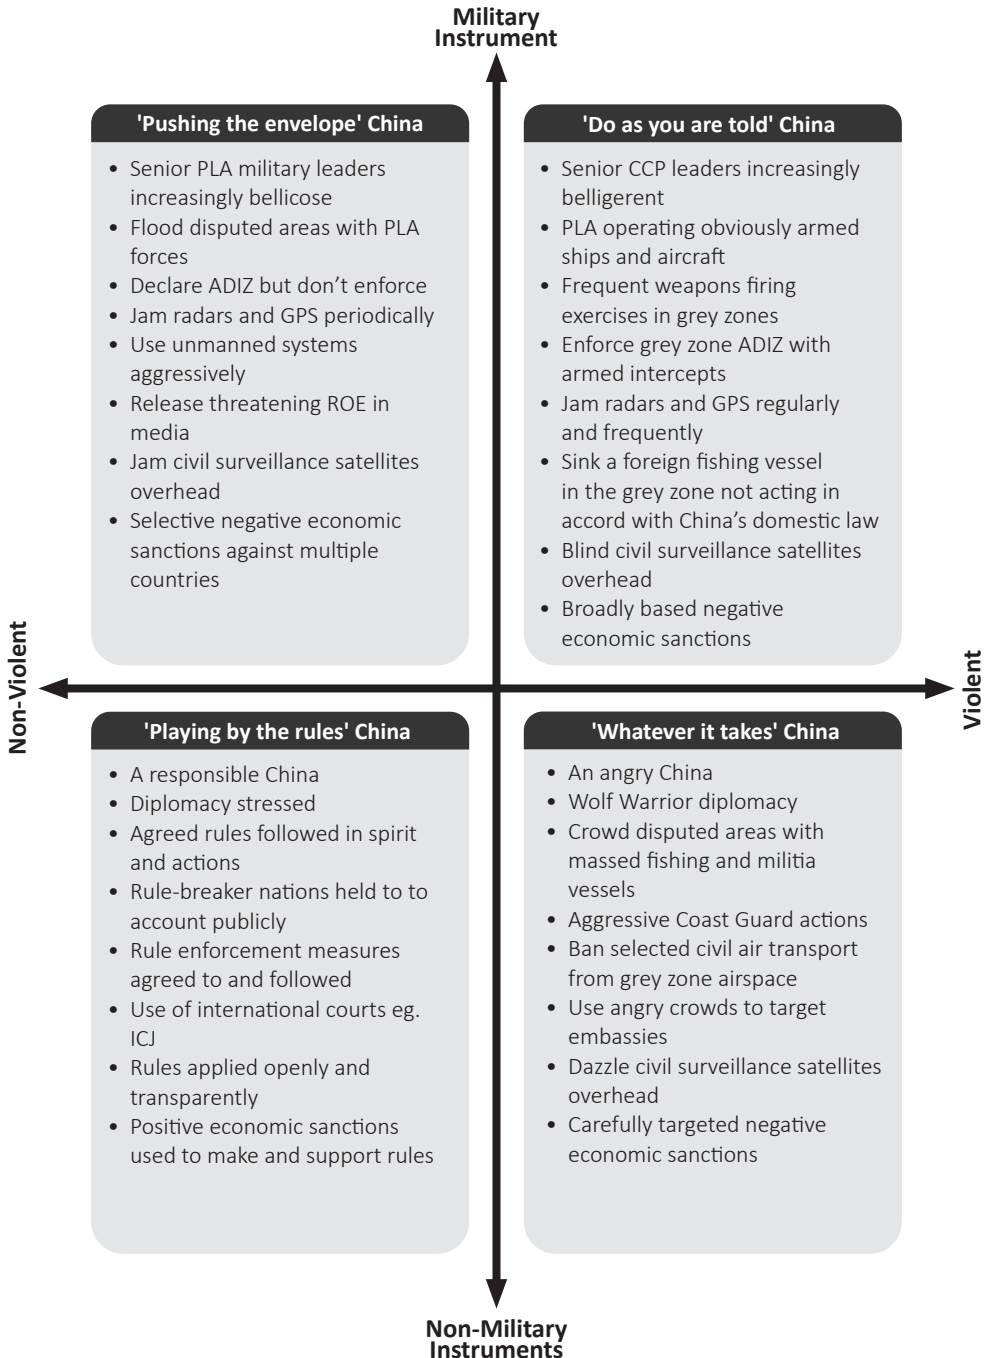 Military
Instrument
'Pushing the envelope' China
• Senior PLA military leaders
increasingly bellicose
• Flood disputed areas with PLA
forces
• Declare ADIZ but don’t enforce
• Jam radars and GPS periodically
• Use unmanned systems
aggressively
• Release threatening ROE in
media
• Jam civil surveillance satellites
overhead
• Selective negative economic
sanctions against multiple
countries
'Do as you are told' China
• Senior CCP leaders increasingly
belligerent
• PLA operating obviously armed
ships and aircraft
• Frequent weapons firing
exercises in grey zones
• Enforce grey zone ADIZ with
armed intercepts
• Jam radars and GPS regularly
and frequently
• Sink a foreign fishing vessel
in the grey zone not acting in
accord with China’s domestic law
• Blind civil surveillance satellites
overhead
• Broadly based negative
economic sanctions
Non-Violent
Violent
'Playing by the rules' China
• A responsible China
• Diplomacy stressed
• Agreed rules followed in spirit
and actions
• Rule-breaker nations held to to
account publicly
• Rule enforcement measures
agreed to and followed
• Use of international courts eg.
ICJ
• Rules applied openly and
transparently
• Positive economic sanctions
used to make and support rules
'Whatever it takes' China
• An angry China
• Wolf Warrior diplomacy
• Crowd disputed areas with
massed fishing and militia
vessels
• Aggressive Coast Guard actions
• Ban selected civil air transport
from grey zone airspace
• Use angry crowds to target
embassies
• Dazzle civil surveillance satellites
overhead
• Carefully targeted negative
economic sanctions
Non-Military
Instruments